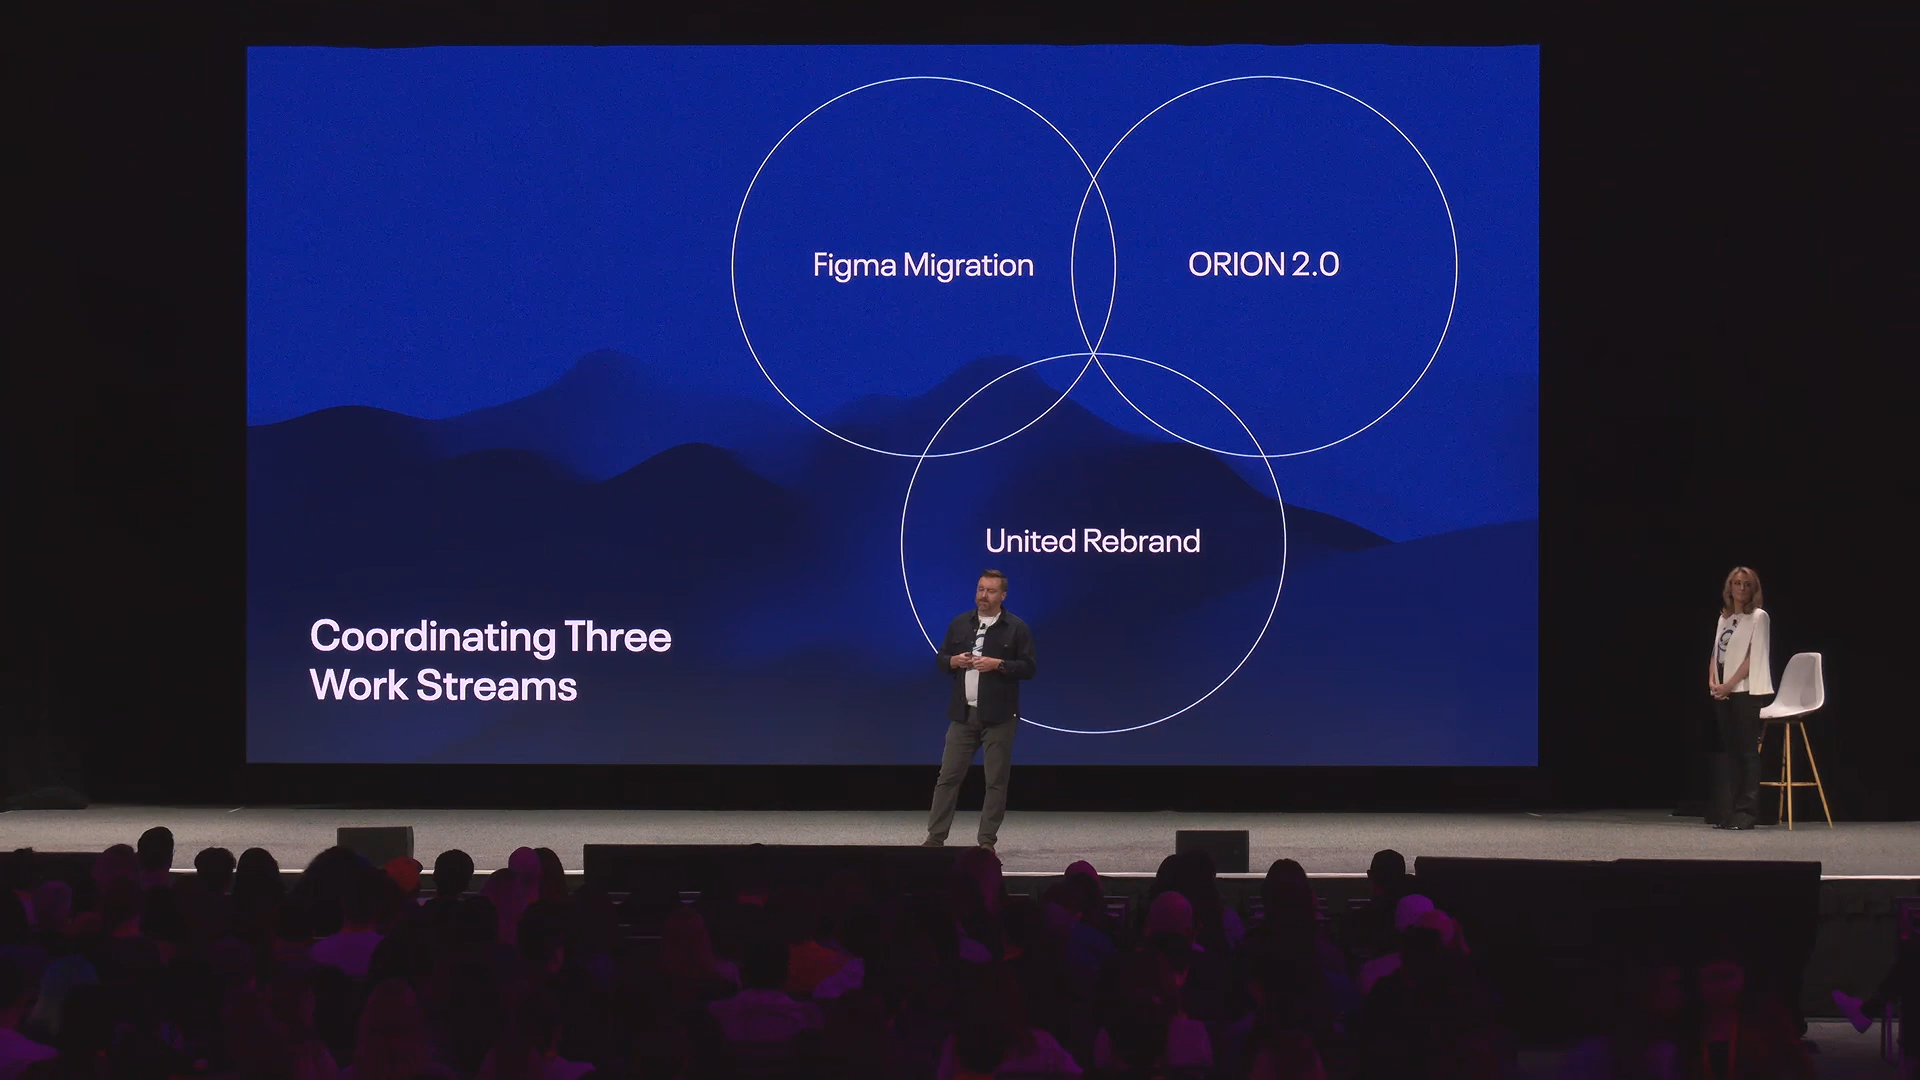 Figma Migration
ORION 2.0
United Rebrand
Coordinating Three
Work Streams